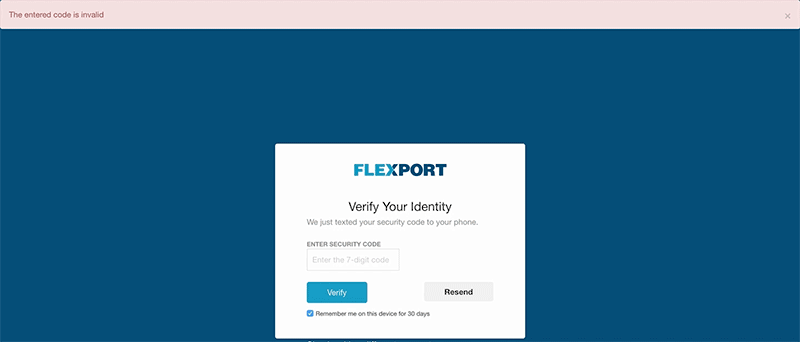 The entered code is invalid ×
FLEXPORT
Verify Your Identity
We just texted your security code to your phone.
ENTER SECURITY CODE
Enter the 7-digit code
Verify Resend
Remember me on this device for 30 days